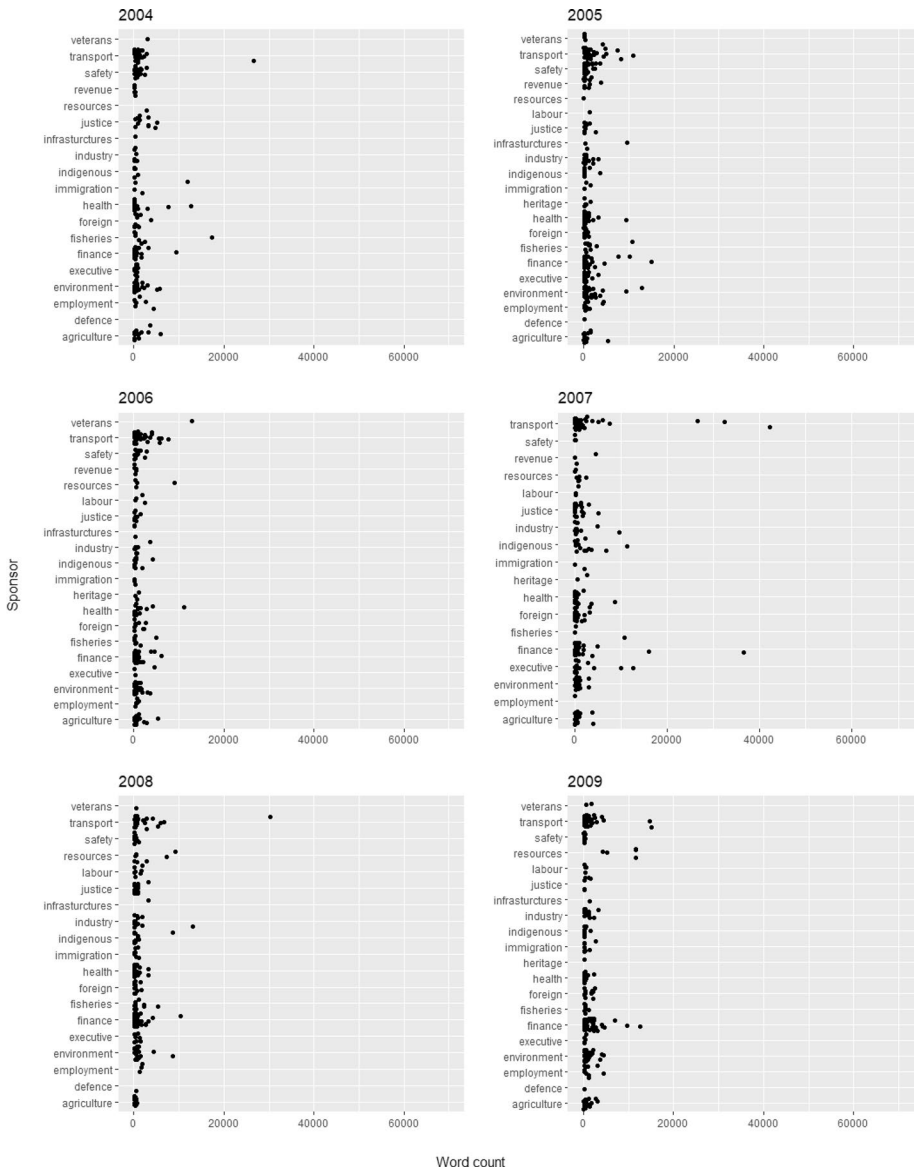 2004
veterans
transport
safety
revenue
resources
justice
infrasturctures
industry
indigenous
immigration
health
foreign
fisheries
finance
executive
environment
employment
defence
agriculture
0 20000 40000 60000
2005
veterans
transport
safety
revenue
resources
labour
justice
infrasturctures
industry
indigenous
immigration
heritage
health
foreign
fisheries
finance
executive
environment
employment
defence
agriculture
0 20000 40000 60000
Sponsor
2006
veterans
transport
safety
revenue
resources
labour
justice
infrasturctures
industry
indigenous
immigration
heritage
health
foreign
fisheries
finance
executive
environment
employment
agriculture
0 20000 40000 60000
2007
transport
safety
revenue
resources
labour
justice
industry
indigenous
immigration
heritage
health
foreign
fisheries
finance
executive
environment
employment
agriculture
0 20000 40000 60000
2008
veterans
transport
safety
resources
labour
justice
infrasturctures
industry
indigenous
immigration
health
foreign
fisheries
finance
executive
environment
employment
defence
agriculture
0 20000 40000 60000
2009
veterans
transport
safety
resources
labour
justice
infrasturctures
industry
indigenous
immigration
heritage
health
foreign
fisheries
finance
executive
environment
employment
defence
agriculture
0 20000 40000 60000
Word count